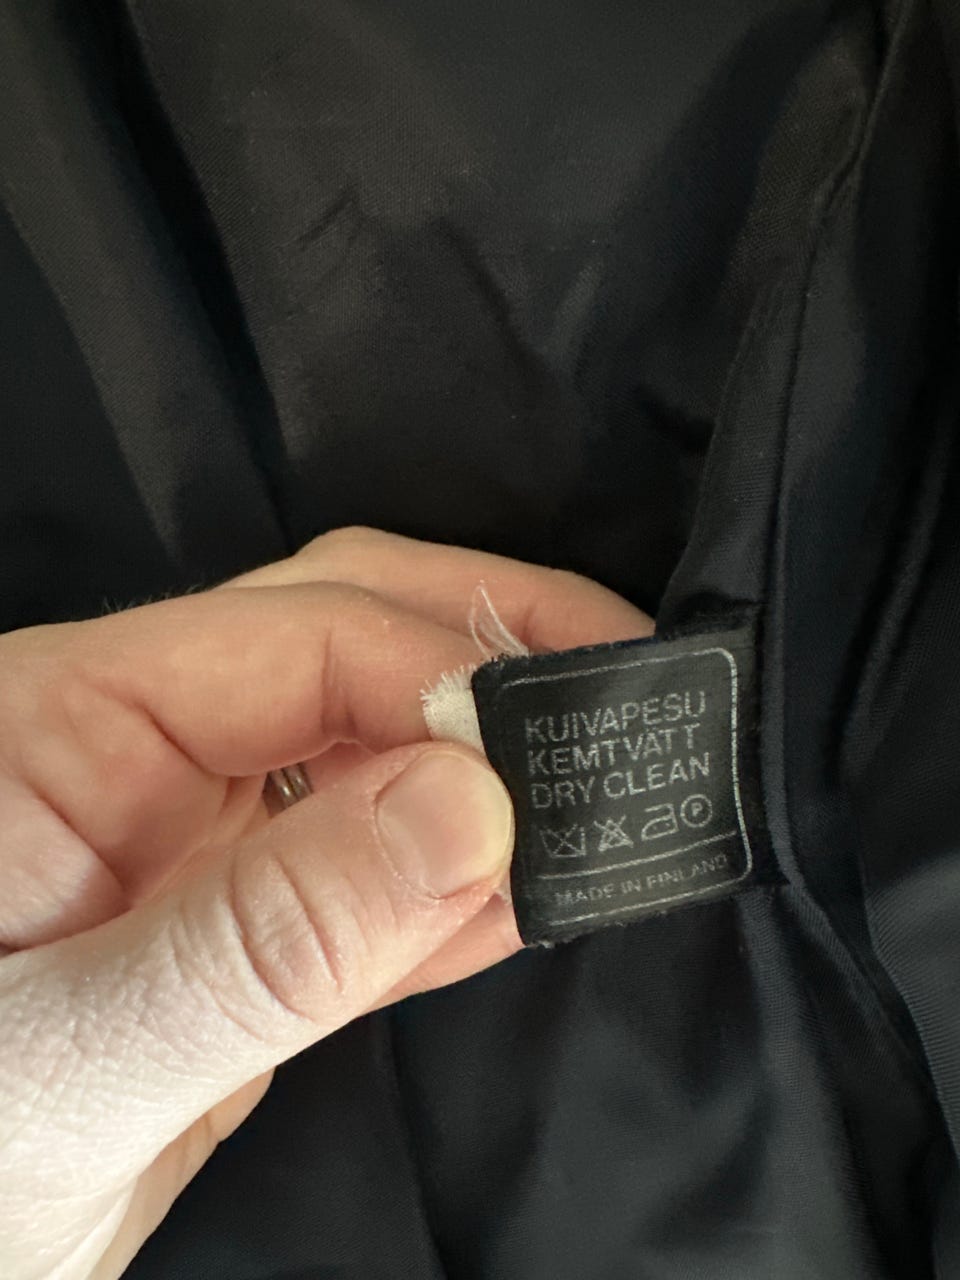 KUIVAPESU
KEMTVÄTT
DRY CLEAN
P
MADE IN FINLAND